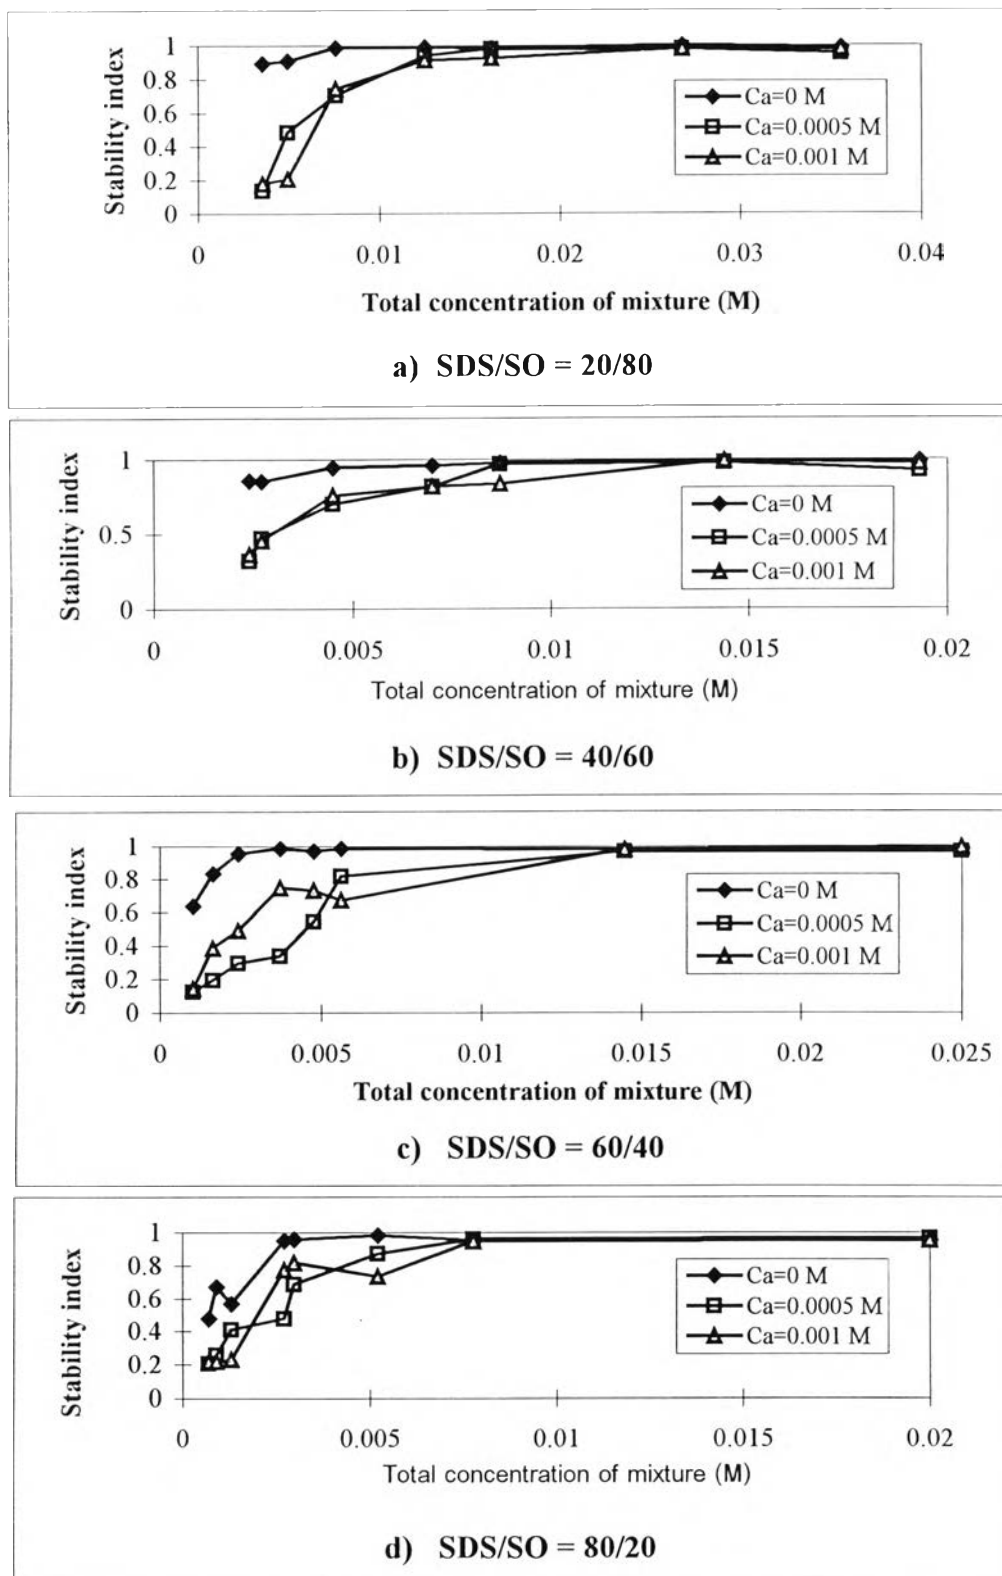 1
0.8
0.6
0.4
0.2
0
Stability index
Ca=0 M
Ca=0.0005 M
Ca=0.001 M
0 0.01 0.02 0.03 0.04
Total concentration of mixture (M)
a) SDS/SO = 20/80
1
0.5
0
Stability index
Ca=0 M
Ca=0.0005 M
Ca=0.001 M
0 0.005 0.01 0.015 0.02
Total concentration of mixture (M)
b) SDS/SO = 40/60
1
0.8
0.6
0.4
0.2
0
Stability index
Ca=0 M
Ca=0.0005 M
Ca=0.001 M
0 0.005 0.01 0.015 0.02 0.025
Total concentration of mixture (M)
c) SDS/SO = 60/40
1
0.8
0.6
0.4
0.2
0
Stability index
Ca=0 M
Ca=0.0005 M
Ca=0.001 M
0 0.005 0.01 0.015 0.02
Total concentration of mixture (M)
d) SDS/SO = 80/20